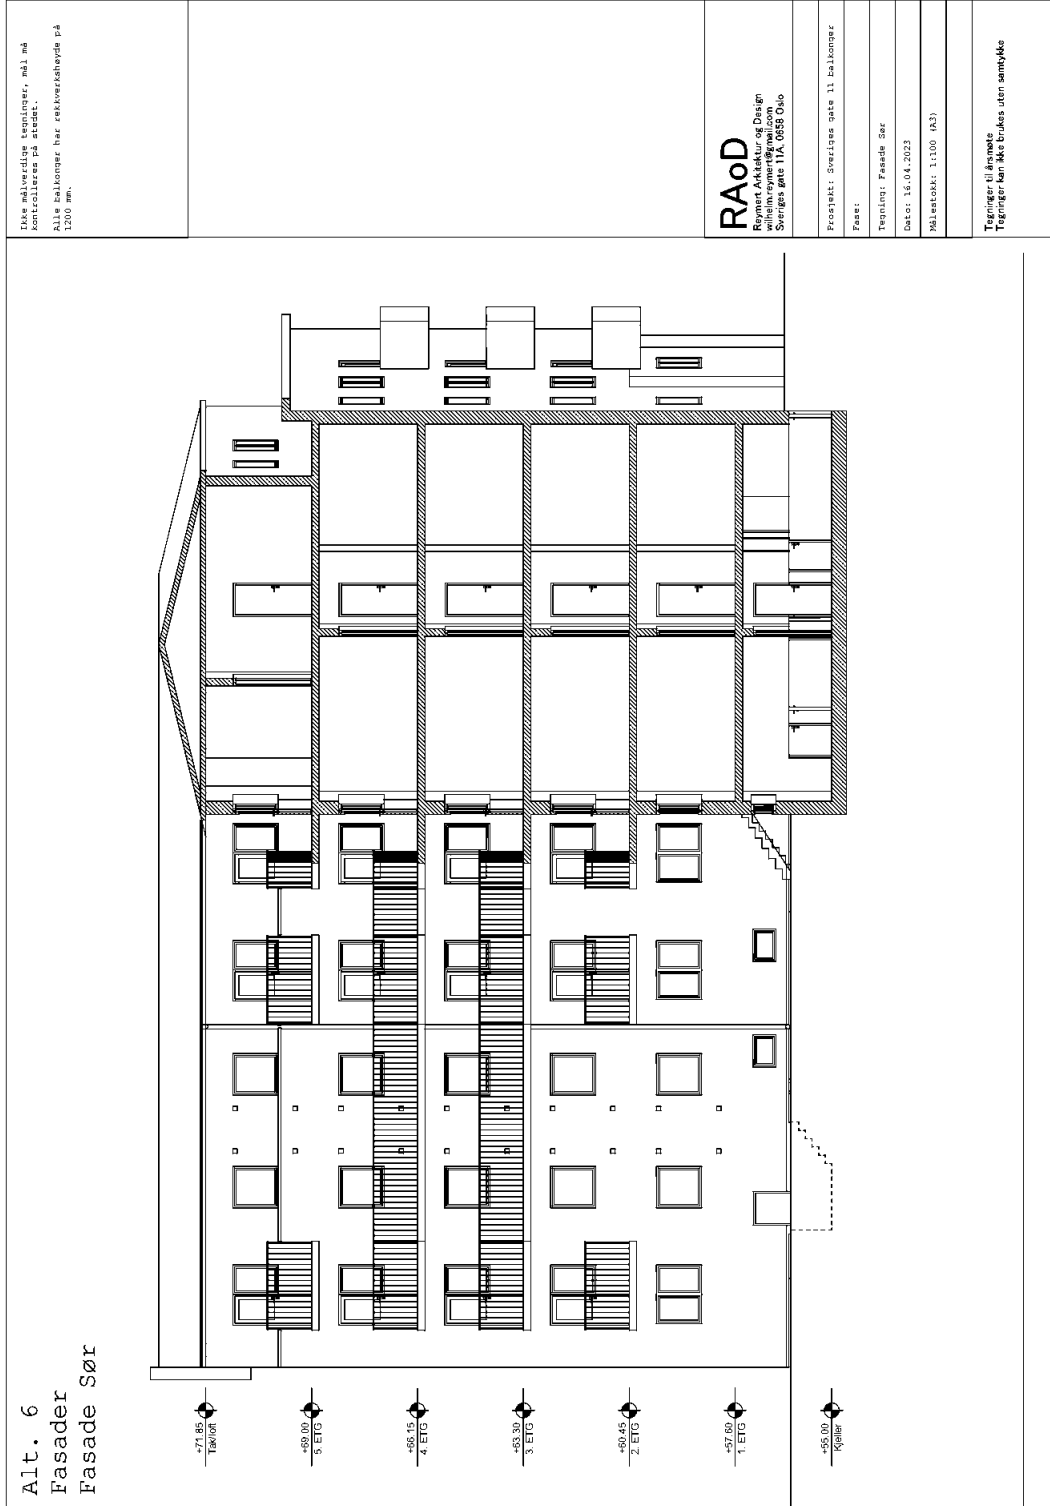 Alt. 6
Fasader
Fasade Sør
+71.85
Tak/loft
+69.00
5. ETG
+66.15
4. ETG
+63.30
3. ETG
+60.45
2. ETG
+57.60
1. ETG
+55.00
Kjeller
Ikke målverdige tegninger, mål må
kontrolleres på stedet.
Alle balkonger har rekkverkshøyde på
1200 mm.
RAoD
Reymert Arkitektur og Design
wilhelm.reymert@gmail.com
Sveriges gate 11A, 0658 Oslo
Prosjekt: Sveriges gate 11 balkonger
Fase:
Tegning: Fasade Sør
Dato: 16.04.2023
Målestokk: 1:100 (A3)
Tegninger til årsmøte
Tegninger kan ikke brukes uten samtykke